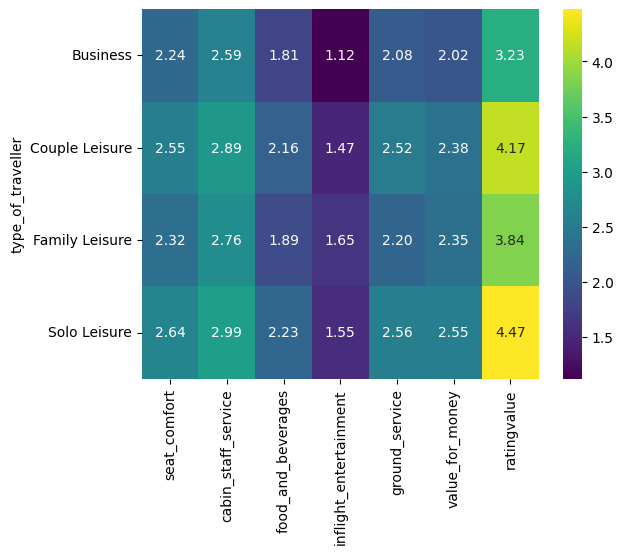 type_of_traveller
Business 2.24 2.59 1.81 1.12 2.08 2.02 3.23
Couple Leisure 2.55 2.89 2.16 1.47 2.52 2.38 4.17
Family Leisure 2.32 2.76 1.89 1.65 2.20 2.35 3.84
Solo Leisure 2.64 2.99 2.23 1.55 2.56 2.55 4.47
seat_comfort
cabin_staff_service
food_and_beverages
inflight_entertainment
ground_service
value_for_money
ratingvalue
4.0
3.5
3.0
2.5
2.0
1.5